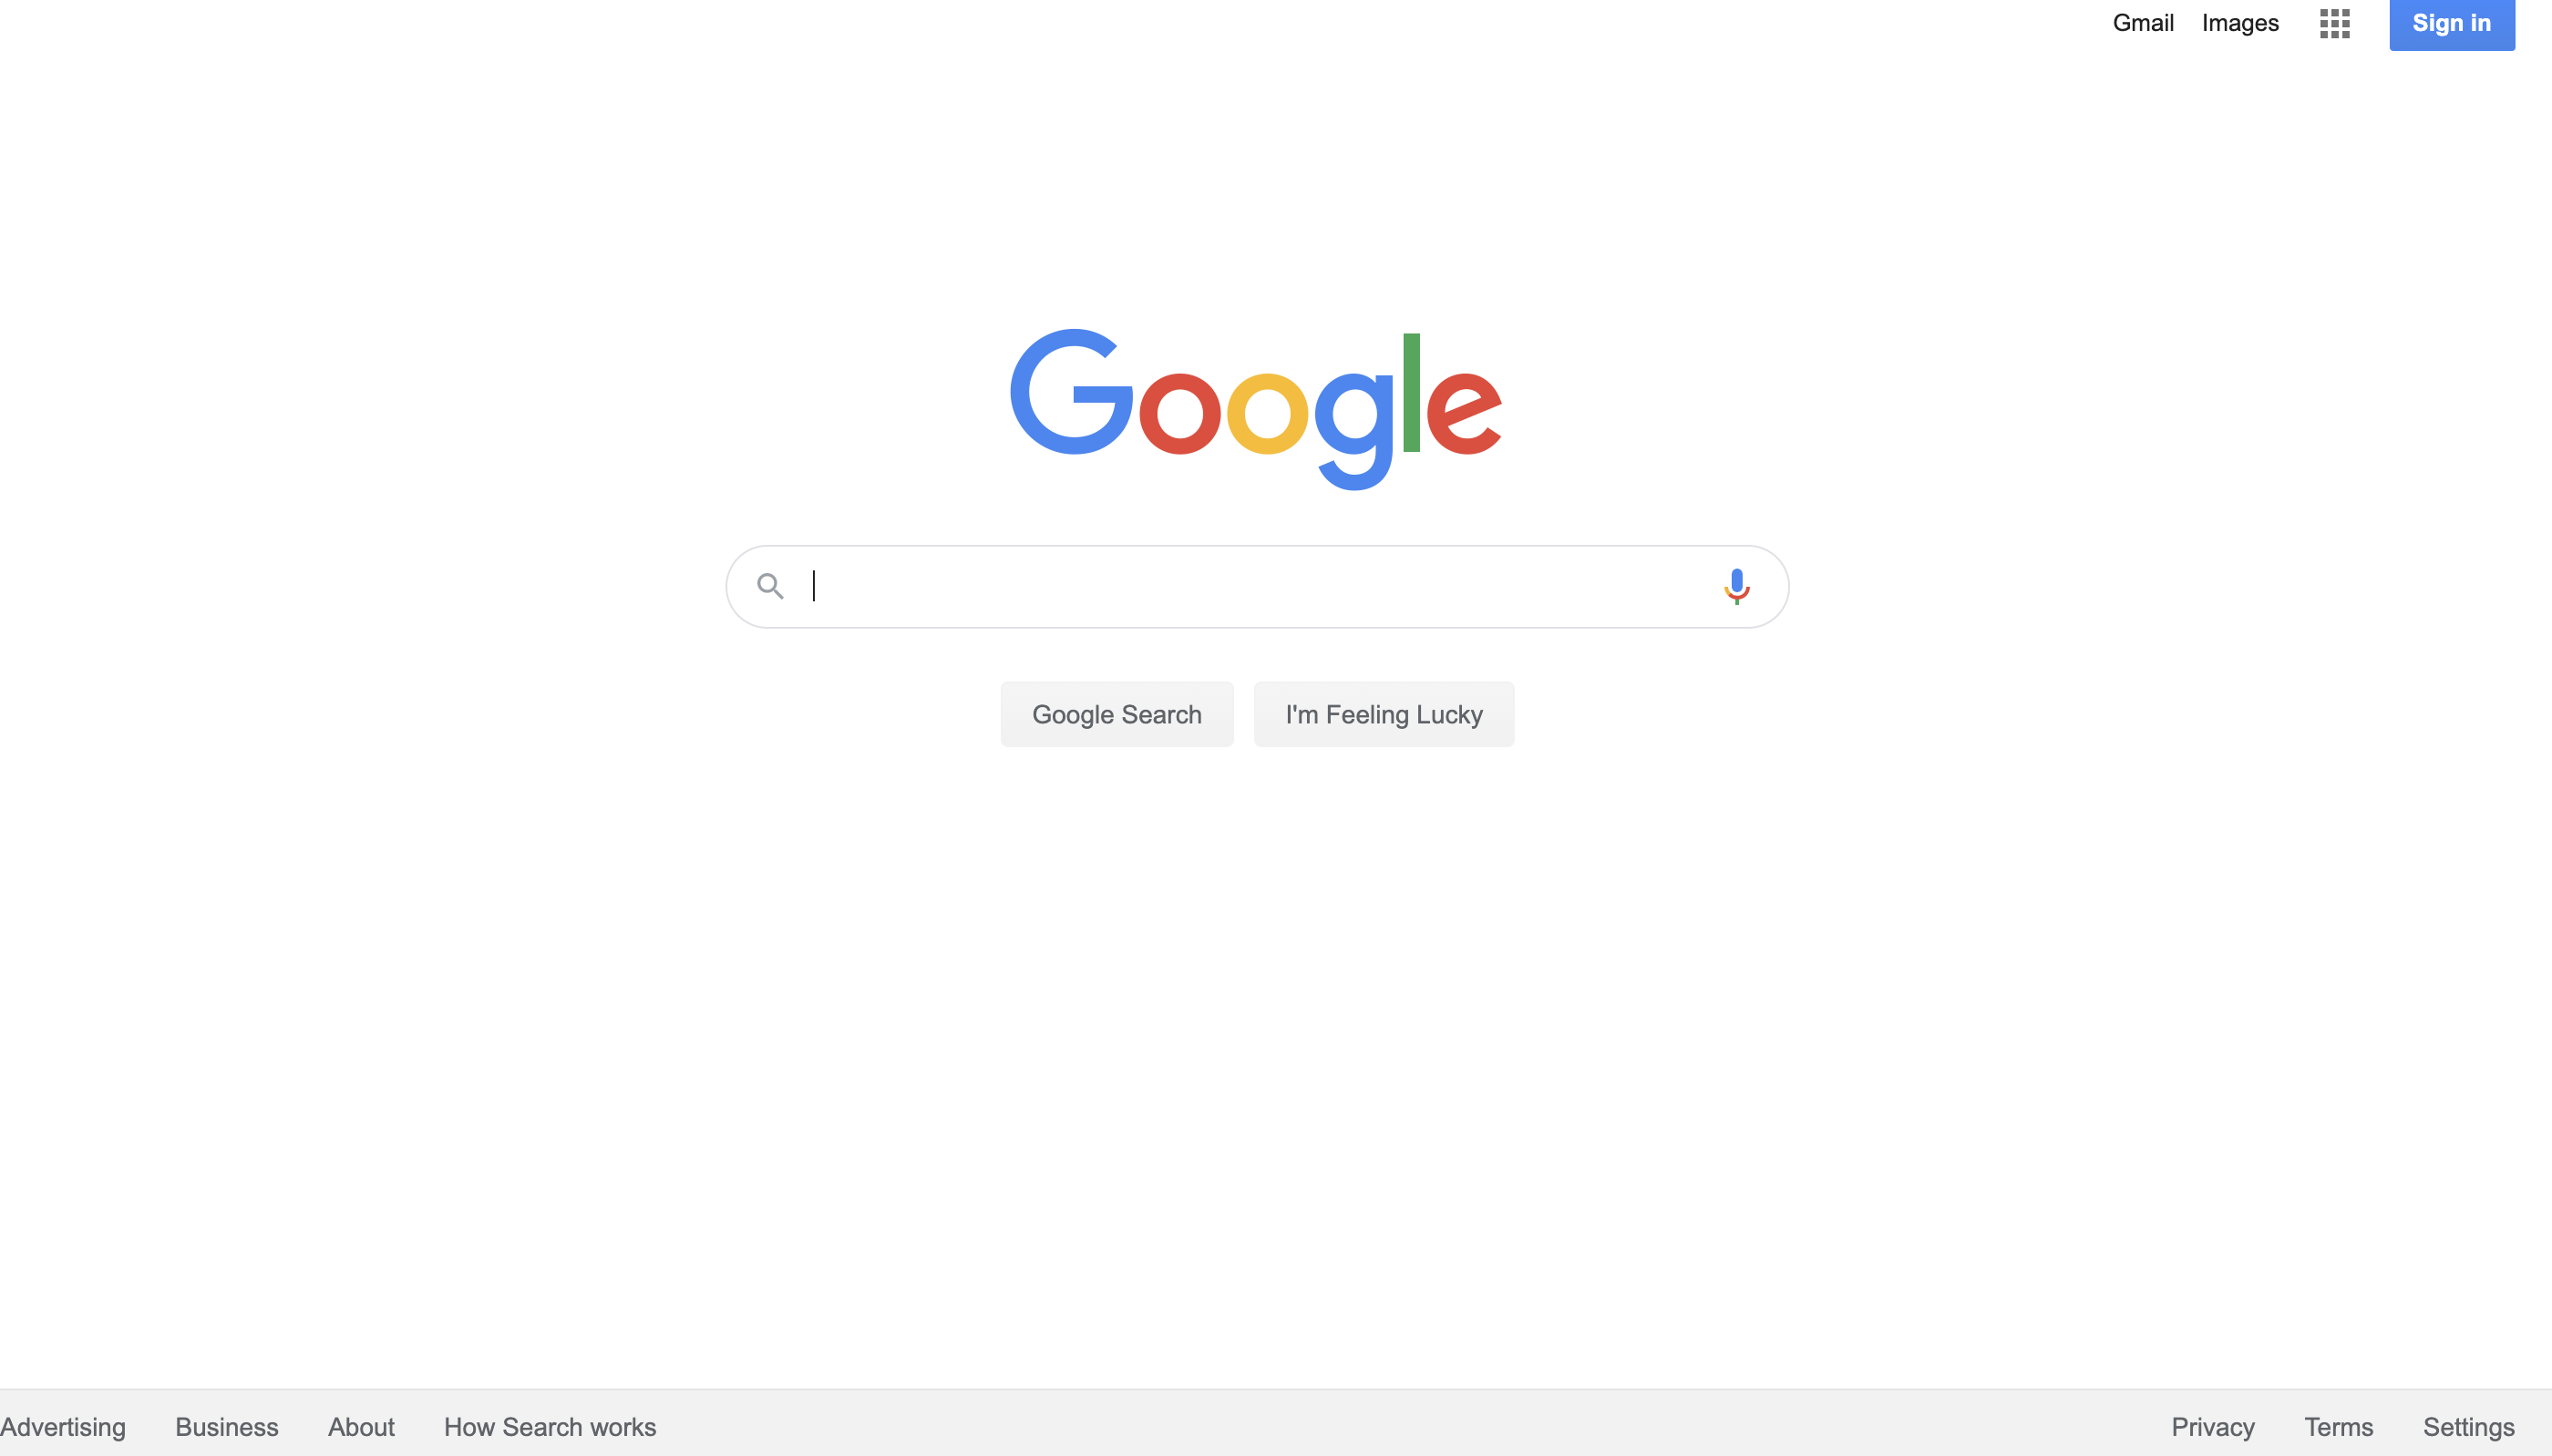 Gmail Images Sign in
Google
Google Search I'm Feeling Lucky
Advertising Business About How Search works Privacy Terms Settings